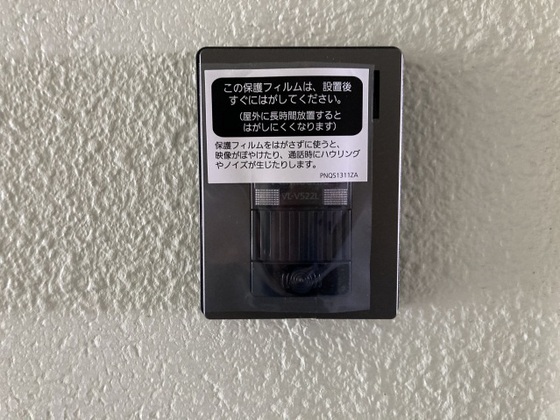 この保護フィルムは、設置後
すぐにはがしてください。
（屋外に長時間放置すると
はがしにくくなります）
保護フィルムをはがさずに使うと、
映像がぼやけたり、通話時にハウリング
やノイズが生じたりします。
PNQS1311ZA
VL-V522L